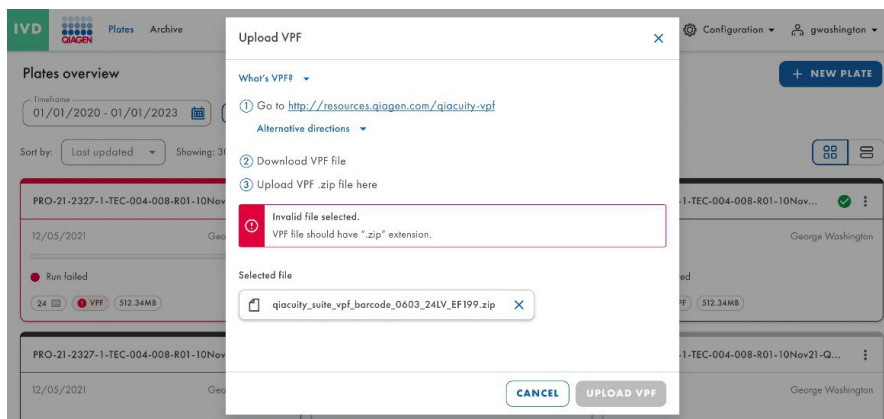 IVD
QIAGEN
Plates
Archive
Configuration
gwashington
Plates overview
+ NEW PLATE
Timeframe
01/01/2020 - 01/01/2023
Sort by:
Last updated
Showing:
Upload VPF
What's VPF?
1 Go to http://resources.qiagen.com/qiacuity-vpf
Alternative directions
2 Download VPF file
3 Upload VPF .zip file here
Invalid file selected.
VPF file should have ".zip" extension.
Selected file
qiacuity_suite_vpf_barcode_0603_24LV_EF199.zip
CANCEL
UPLOAD VPF
PRO-21-2327-1-TEC-004-008-R01-10Nov
12/05/2021
Geo
Run failed
24
VPF
512.34MB
-1-TEC-004-008-R01-10Nov...
George Washington
ed
512.34MB
PRO-21-2327-1-TEC-004-008-R01-10Nov
12/05/2021
Geo
-1-TEC-004-008-R01-10Nov21-Q...
George Washington